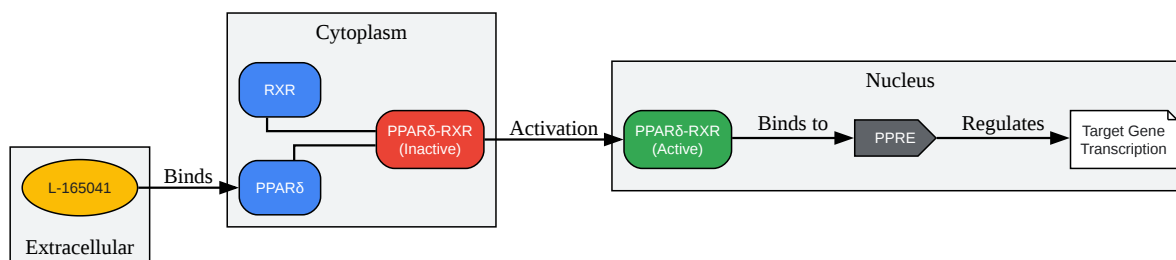 Cytoplasm
RXR
PPARδ-RXR
(Inactive)
PPARδ
Activation
Nucleus
PPARδ-RXR
(Active)
Binds to
PPRE
Regulates
Target Gene
Transcription
L-165041
Binds
Extracellular